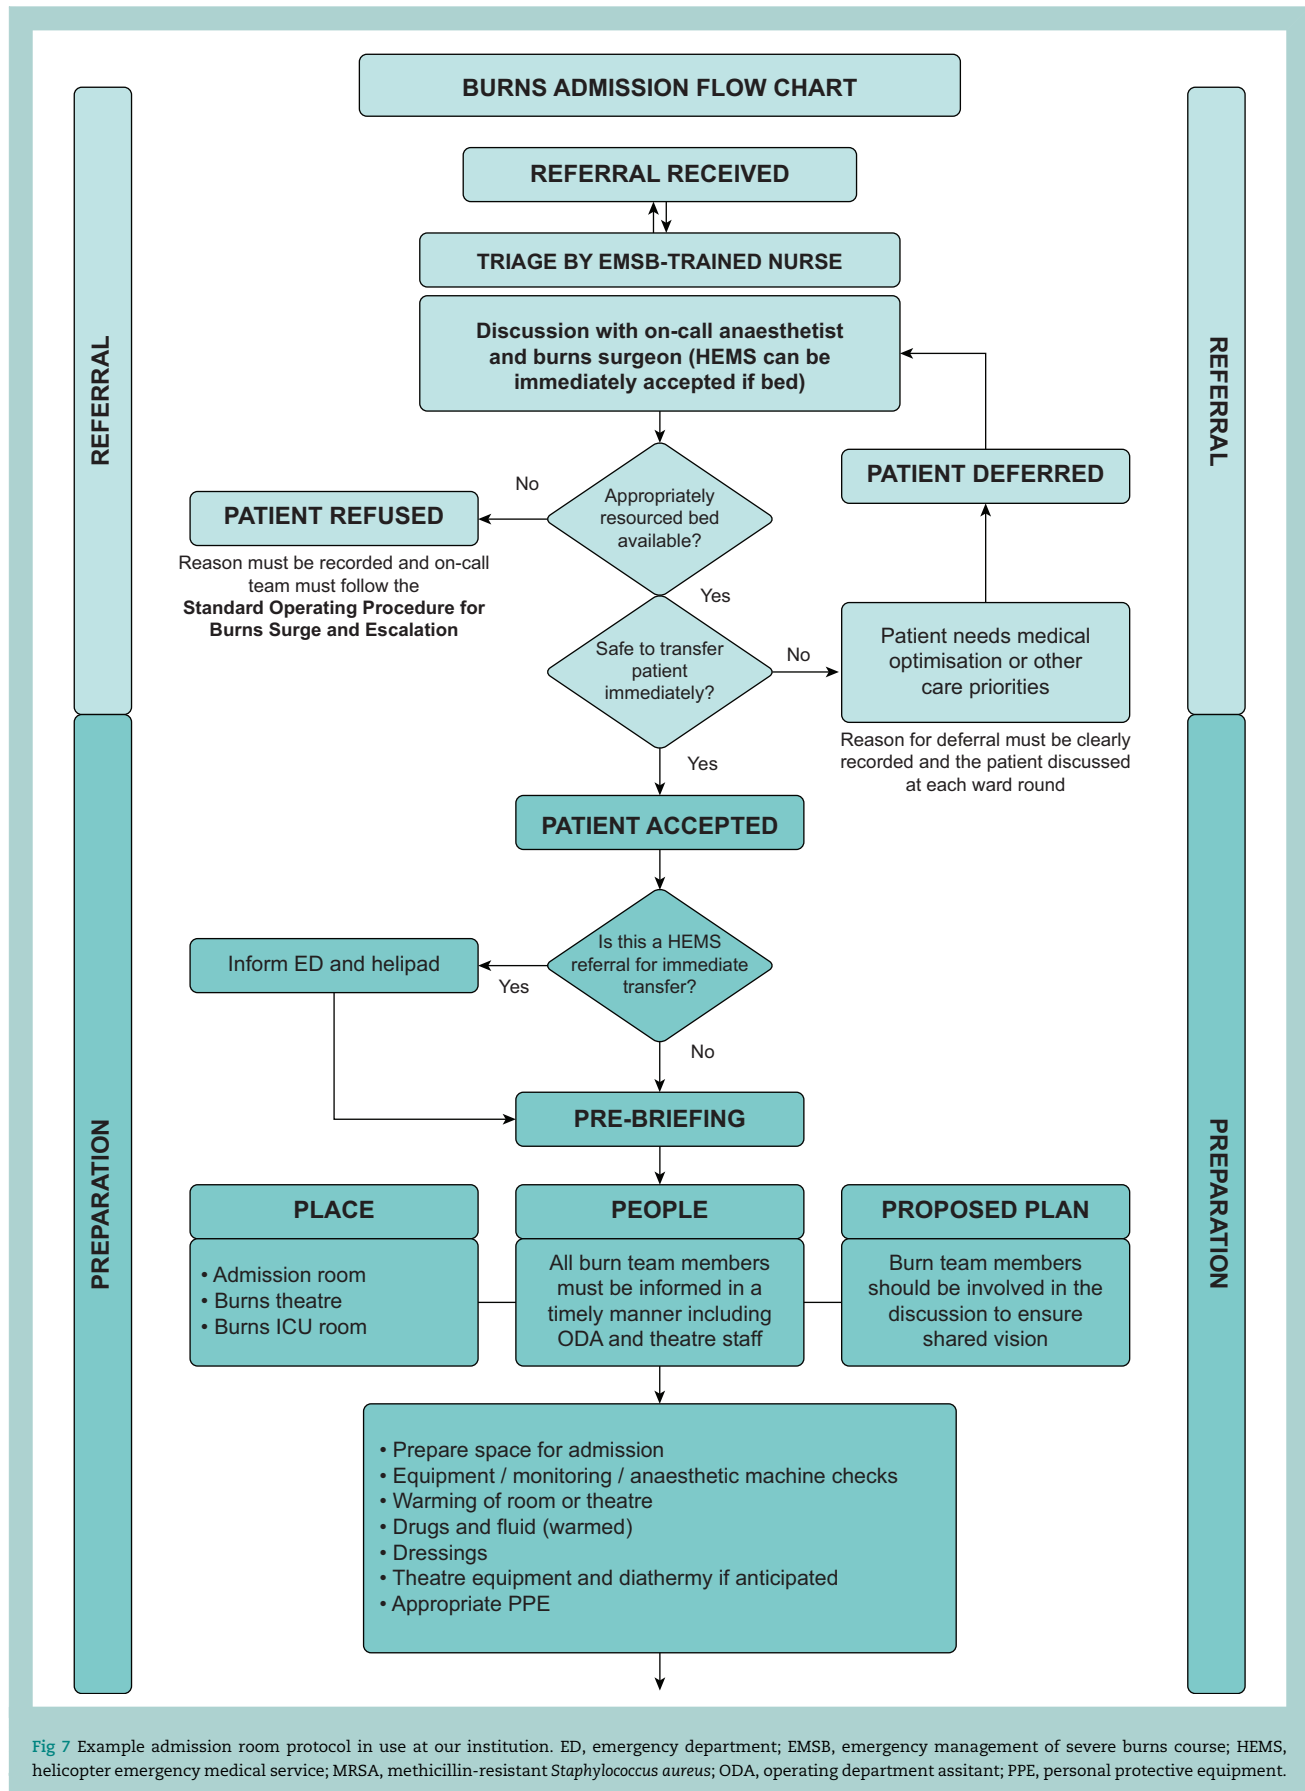 BURNS ADMISSION FLOW CHART
REFERRAL
REFERRAL
REFERRAL RECEIVED
TRIAGE BY EMSB-TRAINED NURSE
Discussion with on-call anaesthetist
and burns surgeon (HEMS can be
immediately accepted if bed)
PATIENT DEFERRED
No
Appropriately
resourced bed
available?
PATIENT REFUSED
Reason must be recorded and on-call
team must follow the
Standard Operating Procedure for
Burns Surge and Escalation
Yes
Safe to transfer
patient
immediately?
No
Patient needs medical
optimisation or other
care priorities
Reason for deferral must be clearly
recorded and the patient discussed
at each ward round
Yes
PREPARATION
PREPARATION
PATIENT ACCEPTED
Is this a HEMS
referral for immediate
transfer?
Yes
Inform ED and helipad
No
PRE-BRIEFING
PLACE
• Admission room
• Burns theatre
• Burns ICU room
PEOPLE
All burn team members
must be informed in a
timely manner including
ODA and theatre staff
PROPOSED PLAN
Burn team members
should be involved in the
discussion to ensure
shared vision
• Prepare space for admission
• Equipment / monitoring / anaesthetic machine checks
• Warming of room or theatre
• Drugs and fluid (warmed)
• Dressings
• Theatre equipment and diathermy if anticipated
• Appropriate PPE
Fig 7 Example admission room protocol in use at our institution. ED, emergency department; EMSB, emergency management of severe burns course; HEMS,
helicopter emergency medical service; MRSA, methicillin-resistant Staphylococcus aureus; ODA, operating department assitant; PPE, personal protective equipment.